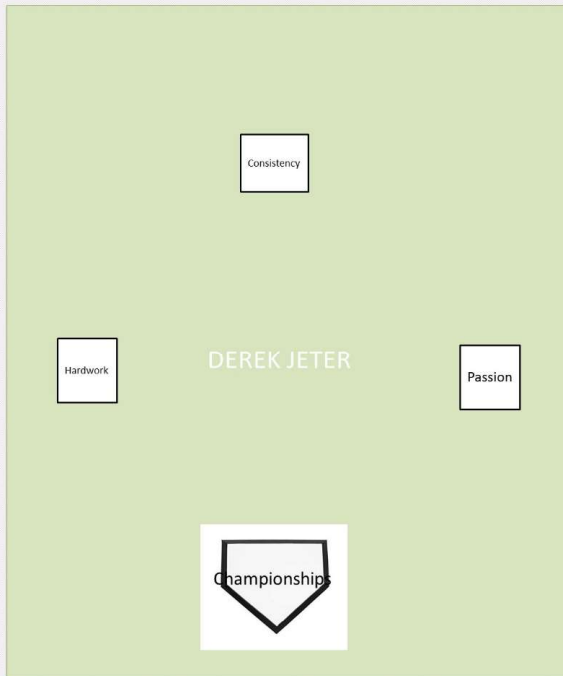 Consistency
Hardwork
DEREK JETER
Passion
Championships